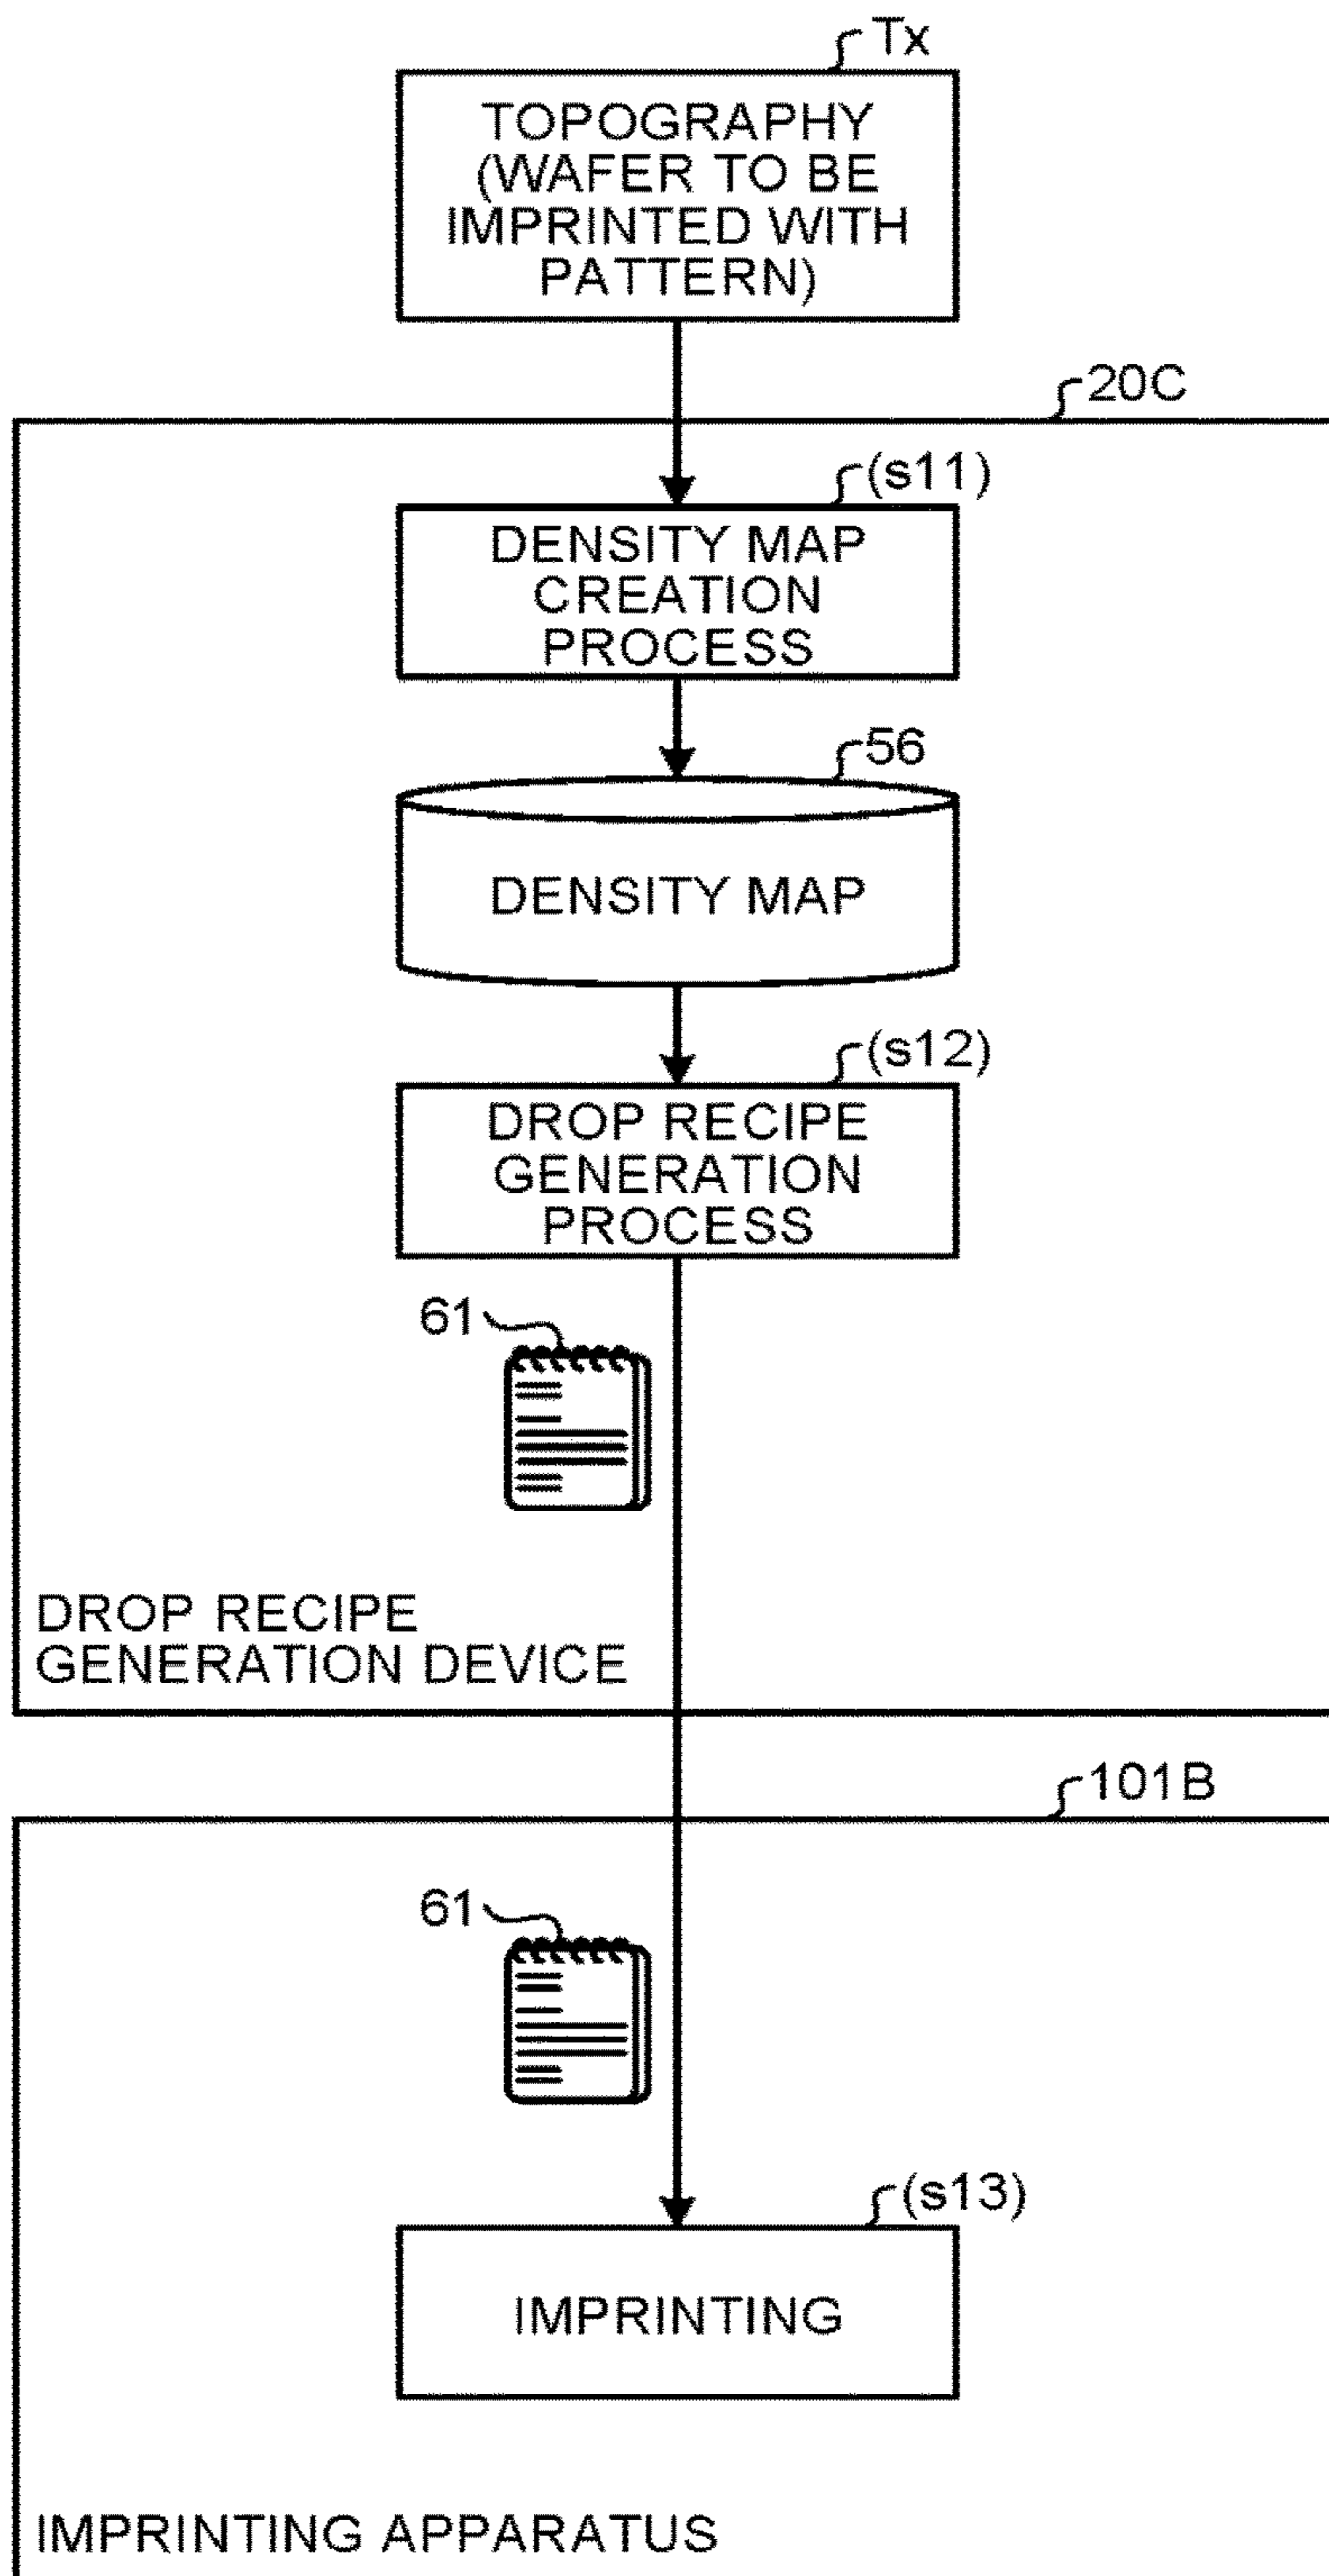 Tx
TOPOGRAPHY
(WAFER TO BE
IMPRINTED WITH
PATTERN)
20C
(s11)
DENSITY MAP
CREATION
PROCESS
56
DENSITY MAP
(s12)
DROP RECIPE
GENERATION
PROCESS
61
DROP RECIPE
GENERATION DEVICE
101B
61
(s13)
IMPRINTING
IMPRINTING APPARATUS